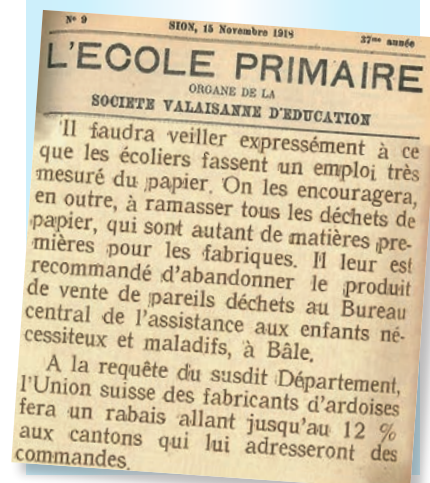 N° 9 SION, 15 Novembre 1918 37me année
L'ECOLE PRIMAIRE
ORGANE DE LA
SOCIETE VALAISANNE D'EDUCATION
Il faudra veiller expressément à ce
que les écoliers fassent un emploi très
mesuré du papier. On les encouragera,
en outre, à ramasser tous les déchets de
papier, qui sont autant de matières pre-
mières pour les fabriques. Il leur est
recommandé d'abandonner le produit
de vente de pareils déchets au Bureau
central de l'assistance aux enfants né-
cessiteux et maladifs, à Bâle.
A la requête du susdit Département,
l'Union suisse des fabricants d'ardoises
fera un rabais allant jusqu'au 12 %
aux cantons qui lui adresseront des
commandes.